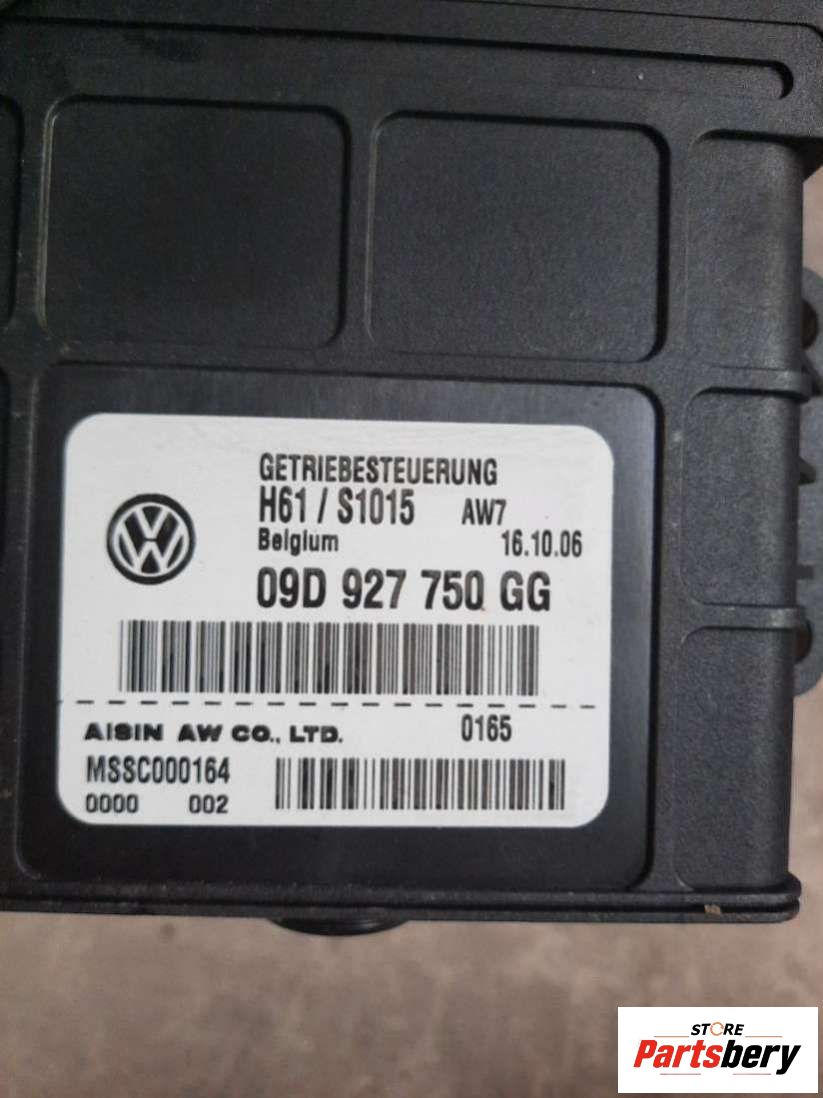 GETRIEBESTEUERUNG
H61 / S1015 AW7
Belgium 16.10.06
09D 927 750 GG
AISIN AW CO., LTD. 0165
MSSC000164
0000 002
STORE
Partsbery